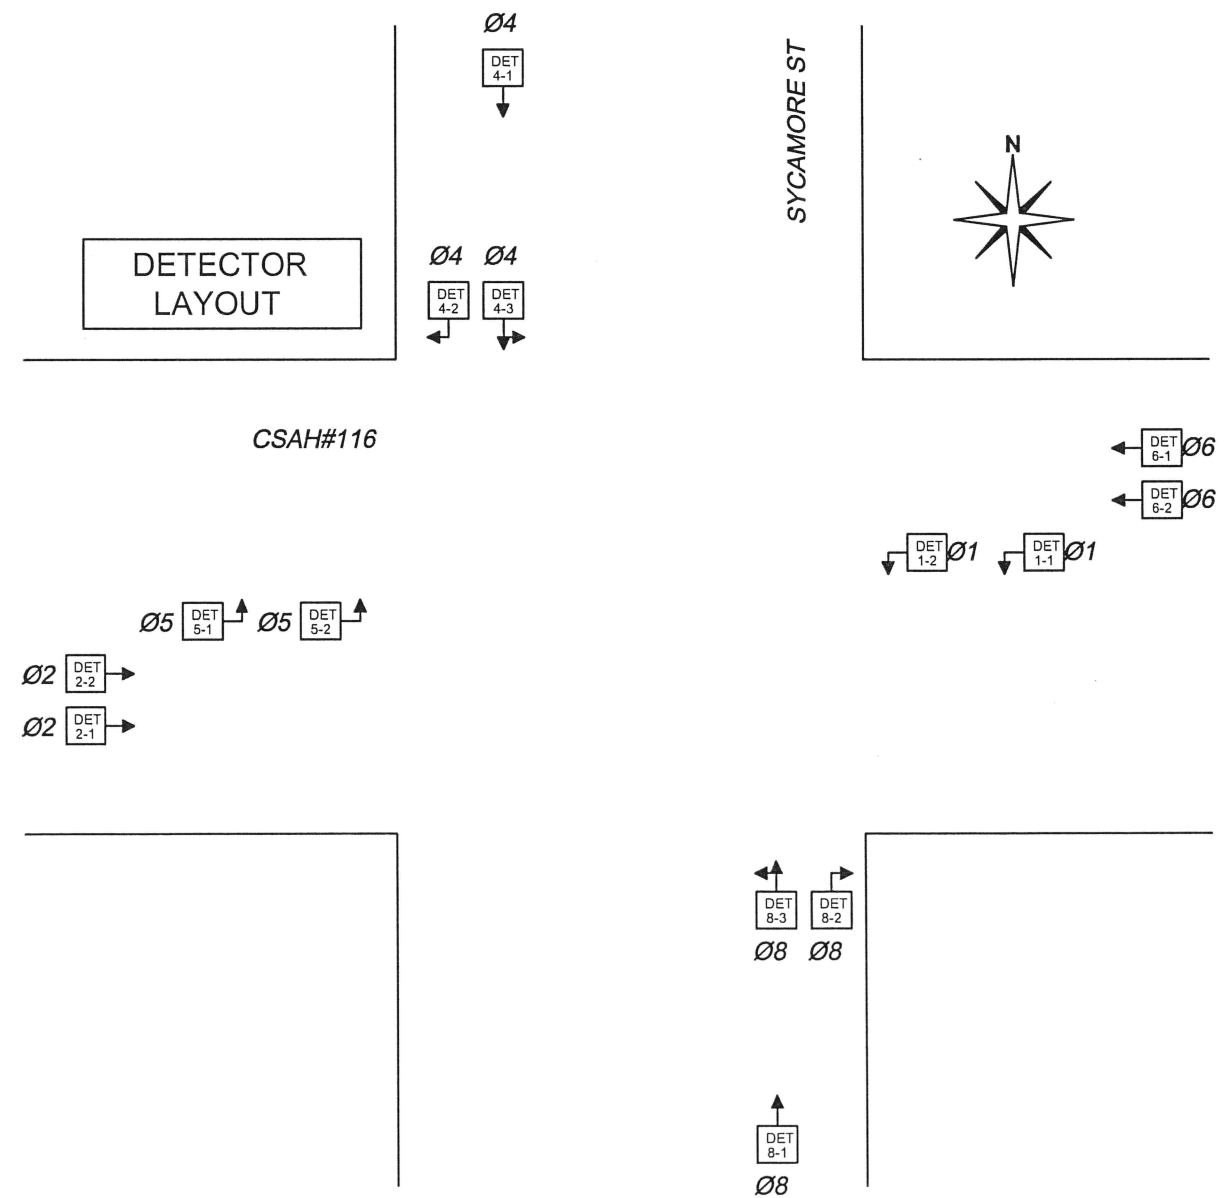 Ø4
DET
4-1
SYCAMORE ST
N
DETECTOR
LAYOUT
Ø4 Ø4
DET
4-2
DET
4-3
CSAH#116
DET
6-1
Ø6
DET
6-2
Ø6
DET
1-2
Ø1
DET
1-1
Ø1
Ø5
DET
5-1
Ø5
DET
5-2
Ø2
DET
2-2
Ø2
DET
2-1
DET
8-3
DET
8-2
Ø8 Ø8
DET
8-1
Ø8